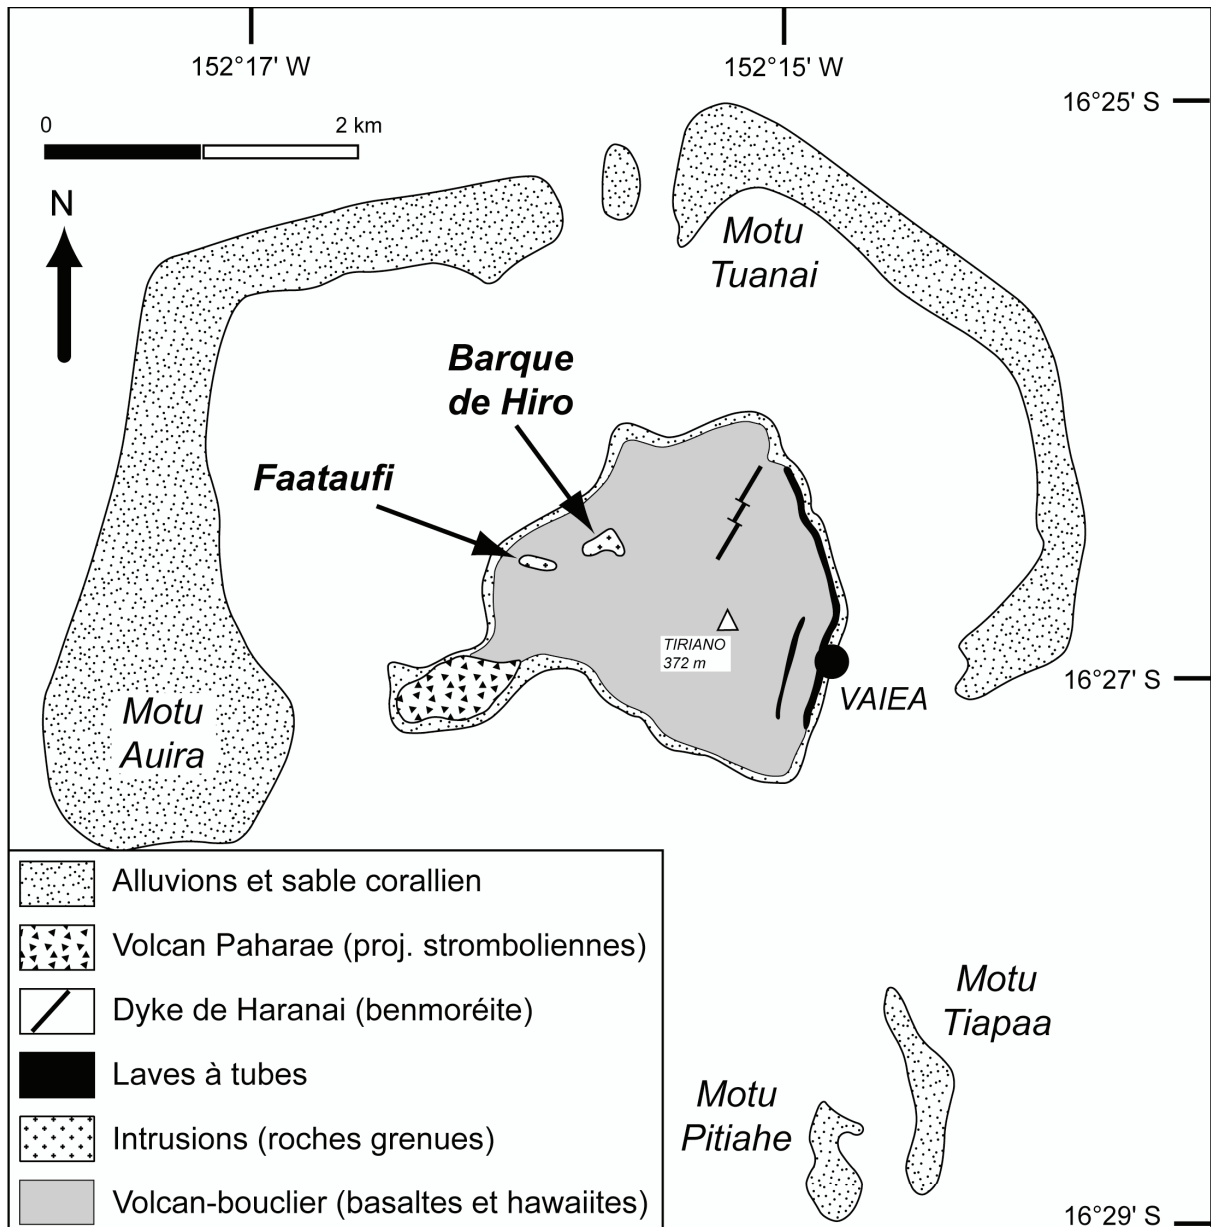 152°17' W
152°15' W
16°25' S
0
2 km
N
Motu
Tuanai
Barque
de Hiro
Faataufi
TIRIANO
372 m
16°27' S
VAIEA
Motu
Auira
Alluvions et sable corallien
Volcan Paharae (proj. stromboliennes)
Dyke de Haranai (benmoréite)
Laves à tubes
Intrusions (roches grenues)
Volcan-bouclier (basaltes et hawaiites)
Motu
Tiapaa
Motu
Pitiahe
16°29' S